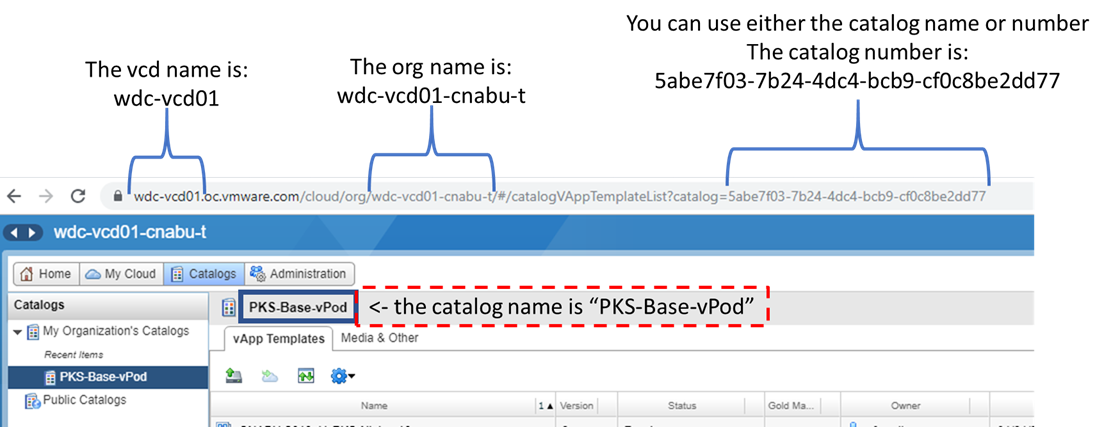 You can use either the catalog name or number
The catalog number is:
5abe7f03-7b24-4dc4-bcb9-cf0c8be2dd77
The vcd name is:
wdc-vcd01
The org name is:
wdc-vcd01-cnabu-t
wdc-vcd01.oc.vmware.com/cloud/org/wdc-vcd01-cnabu-t/#/catalogVAppTemplateList?catalog=5abe7f03-7b24-4dc4-bcb9-cf0c8be2dd77
wdc-vcd01-cnabu-t
Home My Cloud Catalogs Administration
Catalogs
My Organization's Catalogs
Recent Items
PKS-Base-vPod
Public Catalogs
PKS-Base-vPod <- the catalog name is “PKS-Base-vPod”
vApp Templates Media & Other
Name 1 Version Status Gold Ma... Owner